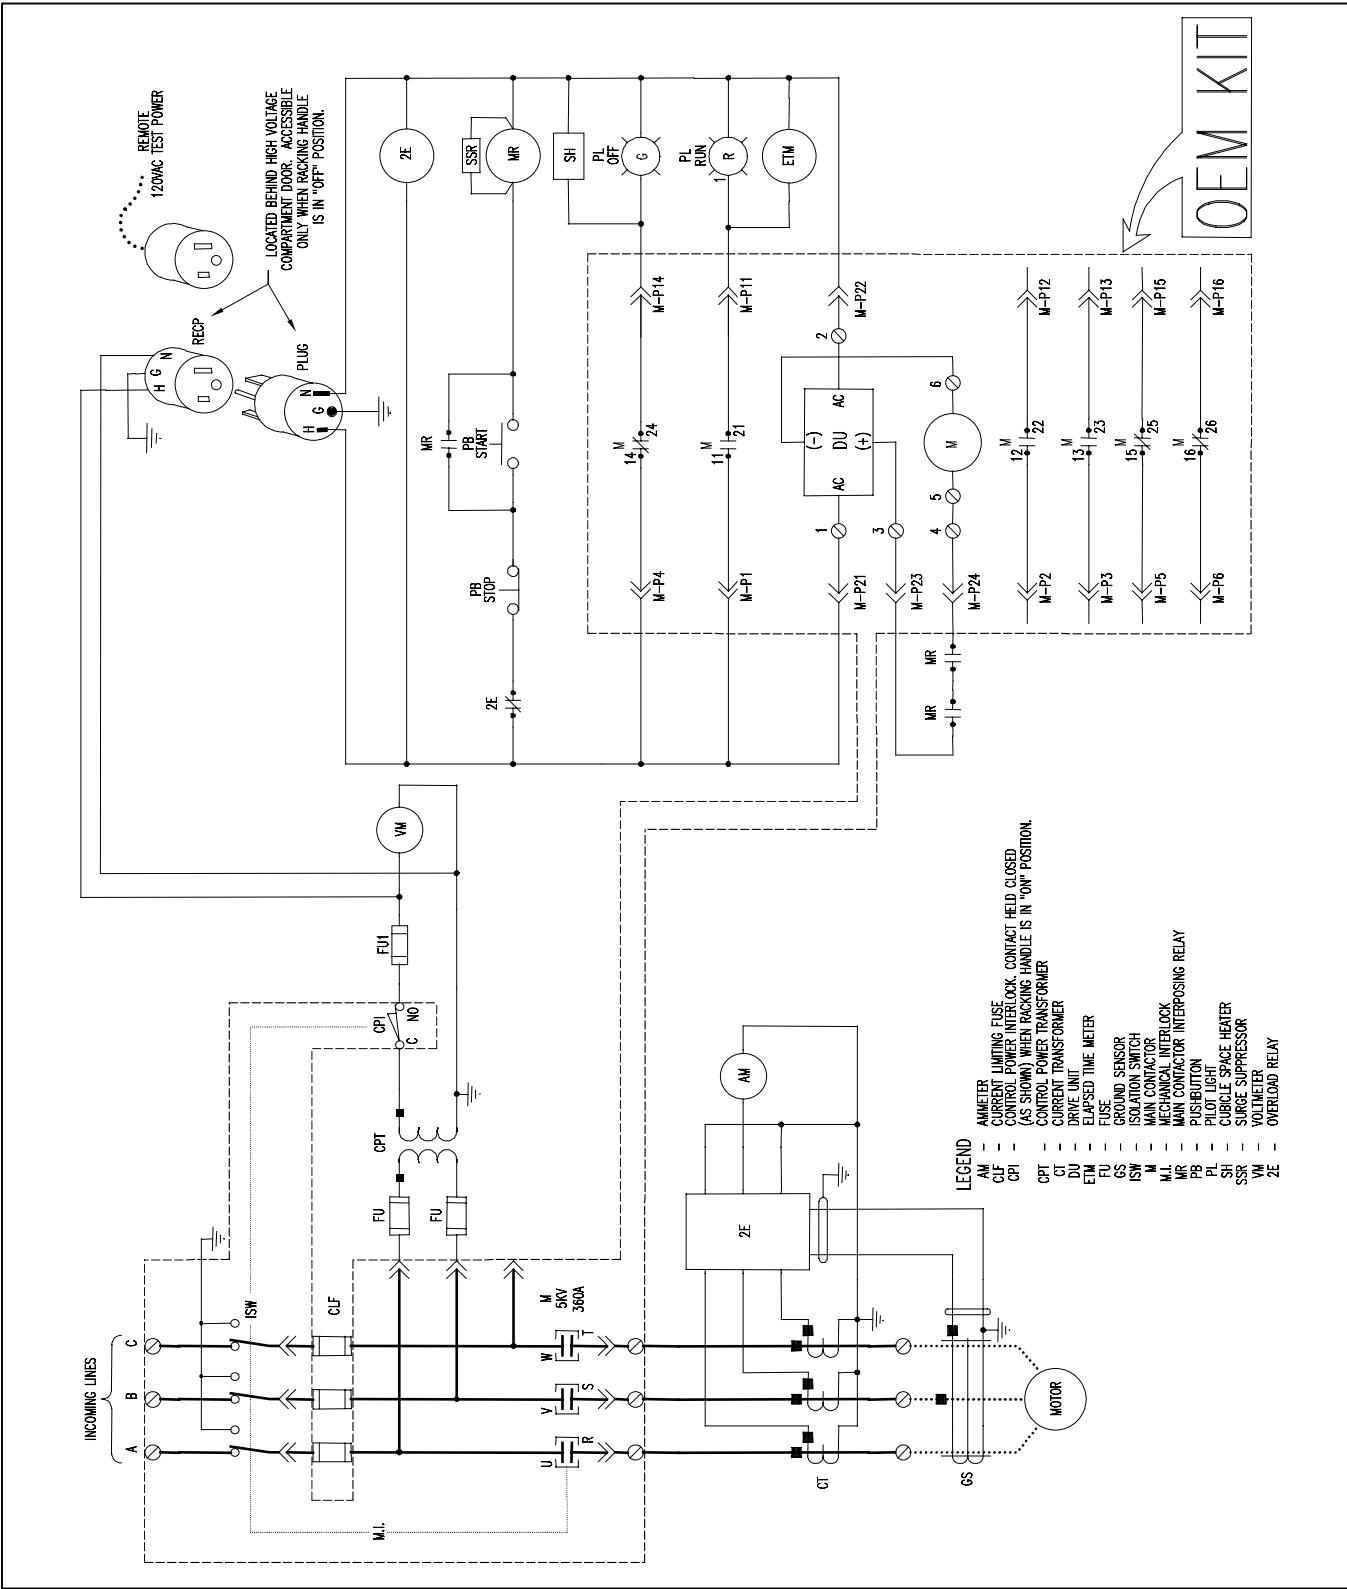 INCOMING LINES
A
B
C
ISW
CLF
M.I.
M
5KV
360A
U
R
V
S
W
T
FU
FU
CPT
CPI
C
NO
FU1
VM
CT
2E
AM
GS
MOTOR
REMOTE
120VAC TEST POWER
LOCATED BEHIND HIGH VOLTAGE
COMPARTMENT DOOR. ACCESSIBLE
ONLY WHEN RACKING HANDLE
IS IN "OFF" POSITION.
RECP
H
G
N
PLUG
H
G
N
2E
2E
PB
STOP
PB
START
MR
SSR
MR
SH
M-P4
M
14
24
M-P14
PL
OFF
G
M-P1
M
11
21
M-P11
PL
RUN
1
R
ETM
M-P21
1
AC
(-)
DU
(+)
AC
2
M-P22
M-P23
3
MR
MR
M-P24
4
5
M
6
M-P2
M
12
22
M-P12
M-P3
13
23
M-P13
M-P5
M
15
25
M-P15
M-P6
M
16
26
M-P16
OEM KIT
LEGEND
AM - AMMETER
CLF - CURRENT LIMITING FUSE
CPI - CONTROL POWER INTERLOCK. CONTACT HELD CLOSED
(AS SHOWN) WHEN RACKING HANDLE IS IN "ON" POSITION.
CPT - CONTROL POWER TRANSFORMER
CT - CURRENT TRANSFORMER
DU - DRIVE UNIT
ETM - ELAPSED TIME METER
FU - FUSE
GS - GROUND SENSOR
ISW - ISOLATION SWITCH
M - MAIN CONTACTOR
M.I. - MECHANICAL INTERLOCK
MR - MAIN CONTACTOR INTERPOSING RELAY
PB - PUSHBUTTON
PL - PILOT LIGHT
SH - CUBICLE SPACE HEATER
SSR - SURGE SUPPRESSOR
VM - VOLTMETER
2E - OVERLOAD RELAY